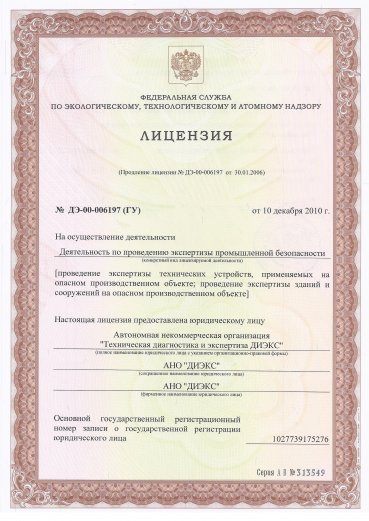 ФЕДЕРАЛЬНАЯ СЛУЖБА
ПО ЭКОЛОГИЧЕСКОМУ, ТЕХНОЛОГИЧЕСКОМУ И АТОМНОМУ НАДЗОРУ
ЛИЦЕНЗИЯ
(Продление лицензии № ДЭ-00-006197 от 30.01.2006)
№ ДЭ-00-006197 (ГУ)
от 10 декабря 2010 г.
На осуществление деятельности
Деятельность по проведению экспертизы промышленной безопасности
(конкретный вид лицензируемой деятельности)
[проведение экспертизы технических устройств, применяемых на
опасном производственном объекте; проведение экспертизы зданий и
сооружений на опасном производственном объекте]
Настоящая лицензия предоставлена юридическому лицу
Автономная некоммерческая организация
"Техническая диагностика и экспертиза ДИЭКС"
(полное наименование юридического лица с указанием организационно-правовой формы)
АНО "ДИЭКС"
(сокращенное наименование юридического лица)
АНО "ДИЭКС"
(фирменное наименование юридического лица)
Основной государственный регистрационный
номер записи о государственной регистрации
юридического лица
1027739175276
Серия А В №313549